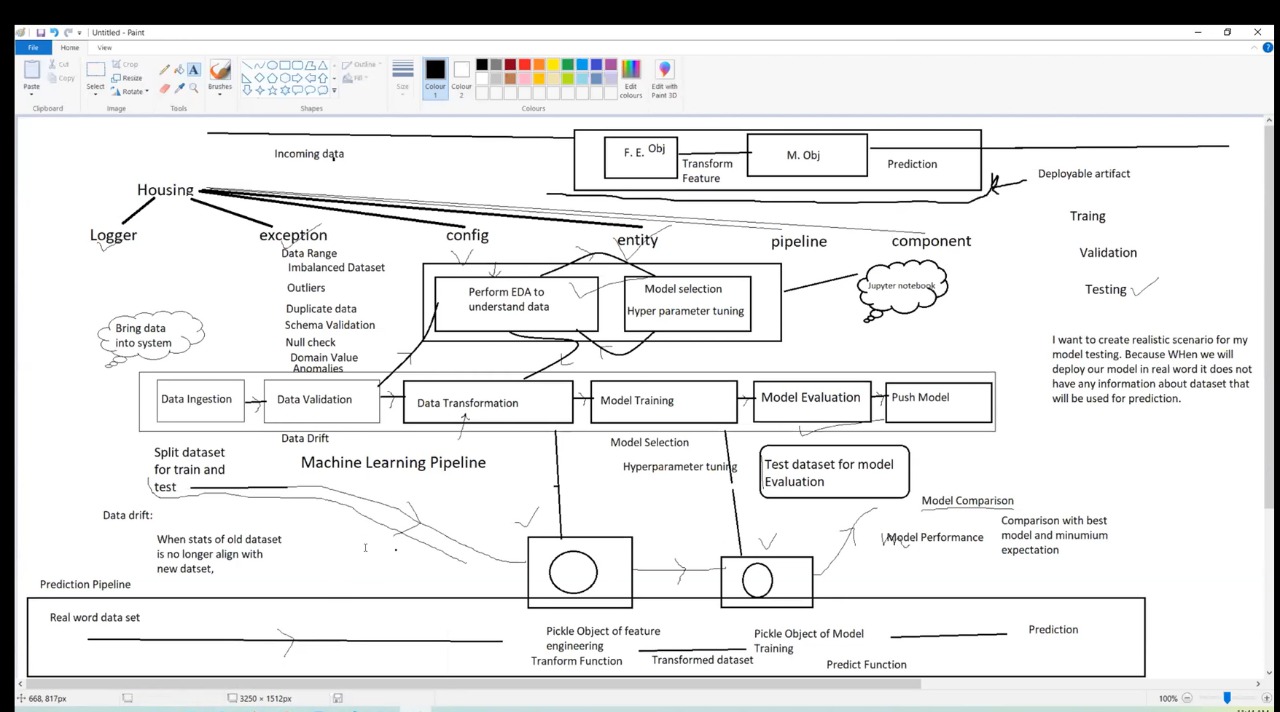 Untitled - Paint
File
Home
View
Paste
Cut
Copy
Clipboard
Select
Crop
Resize
Rotate
Image
Tools
Brushes
Shapes
Outline
Fill
Size
Colour
1
Colour
2
Edit
colours
Edit with
Paint 3D
Colours
Incoming data
F. E. Obj
Transform
Feature
M. Obj
Prediction
Deployable artifact
Housing
Traing
Logger
exception
config
entity
pipeline
component
Validation
Data Range
Imbalanced Dataset
Outliers
Duplicate data
Schema Validation
Null check
Domain Value
Anomalies
Perform EDA to
understand data
Model selection
Hyper parameter tuning
Jupyter notebook
Testing
Bring data
into system
I want to create realistic scenario for my
model testing. Because WHen we will
deploy our model in real word it does not
have any information about dataset that
will be used for prediction.
Data Ingestion
Data Validation
Data Transformation
Model Training
Model Evaluation
Push Model
Data Drift
Model Selection
Split dataset
for train and
test
Machine Learning Pipeline
Hyperparameter tuning
Test dataset for model
Evaluation
Model Comparison
Data drift:
Comparison with best
model and minumium
expectation
When stats of old dataset
is no longer align with
new datset,
Model Performance
Prediction Pipeline
Real word data set
Pickle Object of feature
engineering
Tranform Function
Transformed dataset
Pickle Object of Model
Training
Predict Function
Prediction
668, 817px
3250 × 1512px
100%